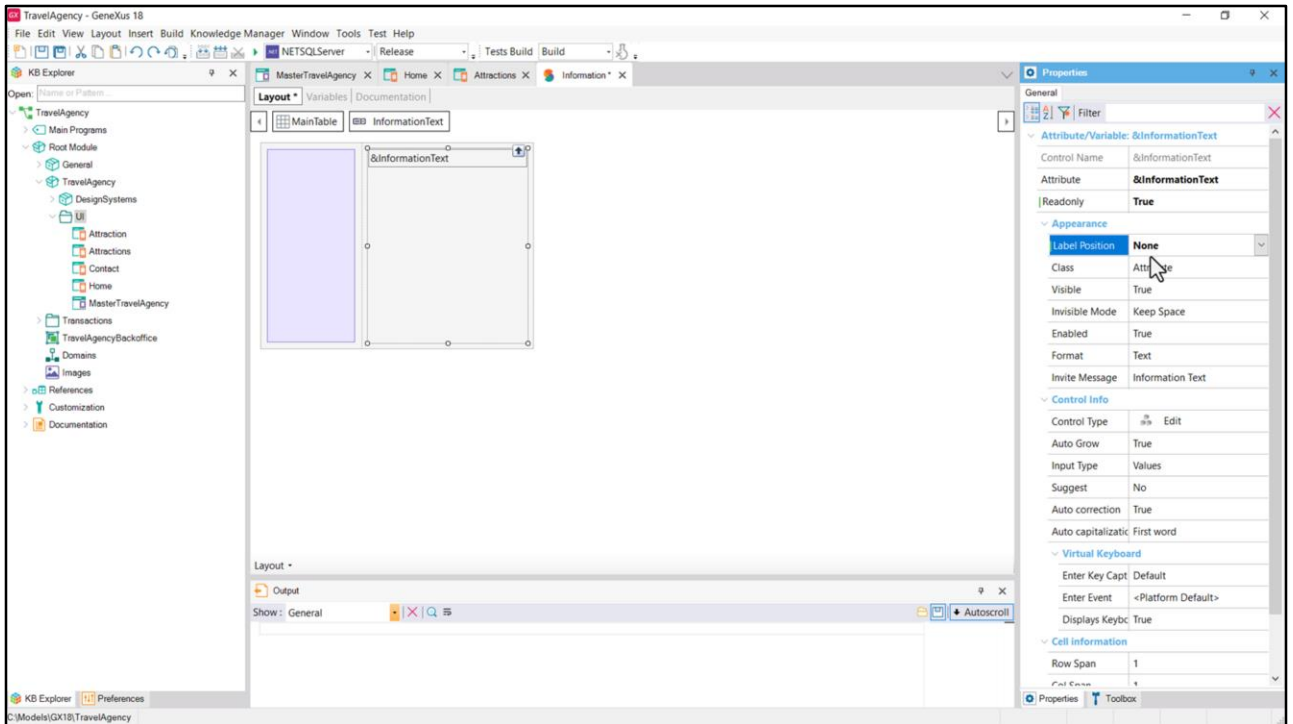 TravelAgency - GeneXus 18
File Edit View Layout Insert Build Knowledge Manager Window Tools Test Help
NETSQLServer Release Tests Build Build
KB Explorer
Open: Name or Pattern...
TravelAgency
Main Programs
Root Module
General
TravelAgency
DesignSystems
UI
Attraction
Attractions
Contact
Home
MasterTravelAgency
Transactions
TravelAgencyBackoffice
Domains
Images
References
Customization
Documentation
KB Explorer Preferences
C:\Models\GX18\TravelAgency
MasterTravelAgency X Home X Attractions X Information * X
Layout * Variables Documentation
MainTable InformationText
&InformationText
Layout
Output
Show: General Autoscroll
Properties
General
Filter
Attribute/Variable: &InformationText
Control Name &InformationText
Attribute &InformationText
Readonly True
Appearance
Label Position None
Class Attribute
Visible True
Invisible Mode Keep Space
Enabled True
Format Text
Invite Message Information Text
Control Info
Control Type Edit
Auto Grow True
Input Type Values
Suggest No
Auto correction True
Auto capitalizatic First word
Virtual Keyboard
Enter Key Capt Default
Enter Event <Platform Default>
Displays Keybc True
Cell information
Row Span 1
Col Span 1
Properties Toolbox